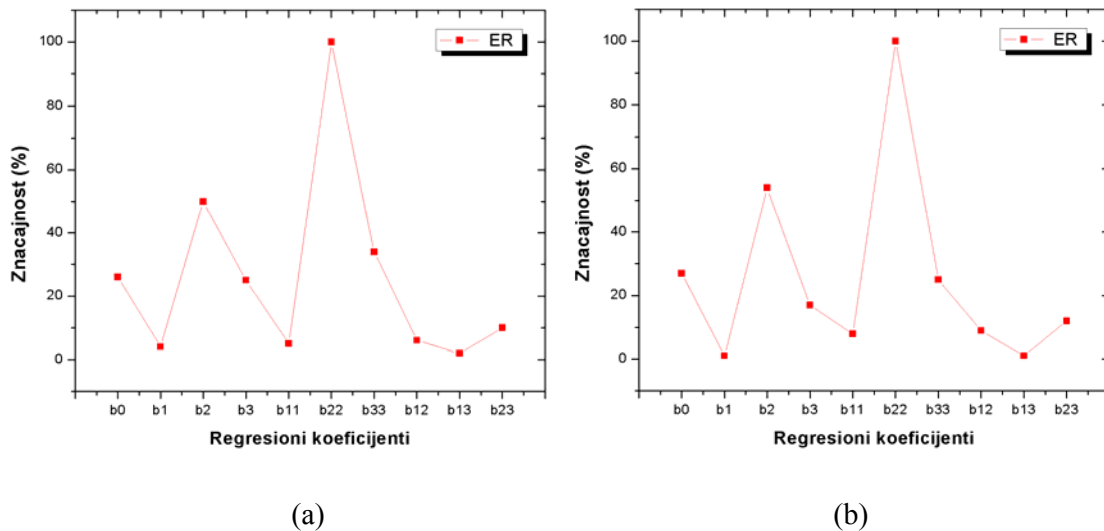 ER
100
80
60
40
20
0
Znacajnost (%)
b0 b1 b2 b3 b11 b22 b33 b12 b13 b23
Regresioni koeficijenti
(a)
ER
100
80
60
40
20
0
Znacajnost (%)
b0 b1 b2 b3 b11 b22 b33 b12 b13 b23
Regresioni koeficijenti
(b)